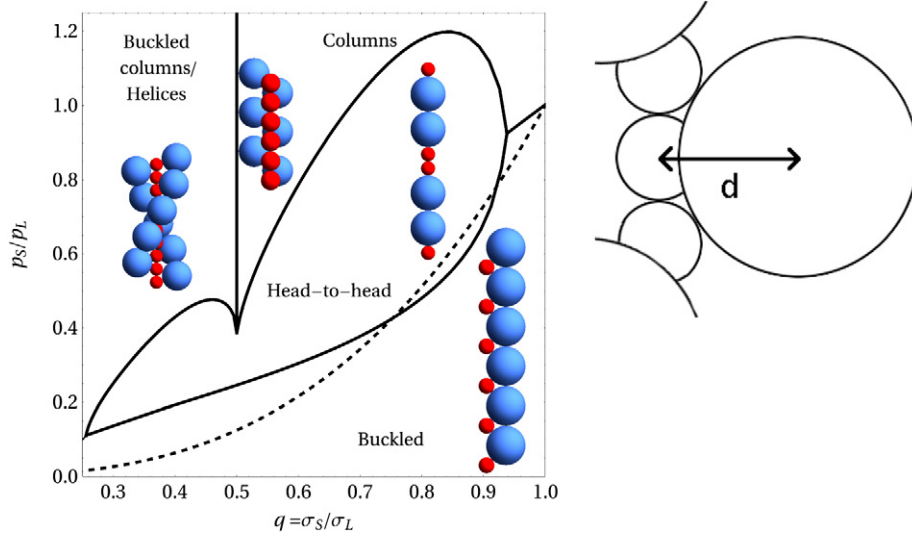 Buckled
columns/
Helices
Columns
Head−to−head
Buckled
p_S/p_L
1.2
1.0
0.8
0.6
0.4
0.2
0.0
0.3 0.4 0.5 0.6 0.7 0.8 0.9 1.0
q=σ_S/σ_L
d